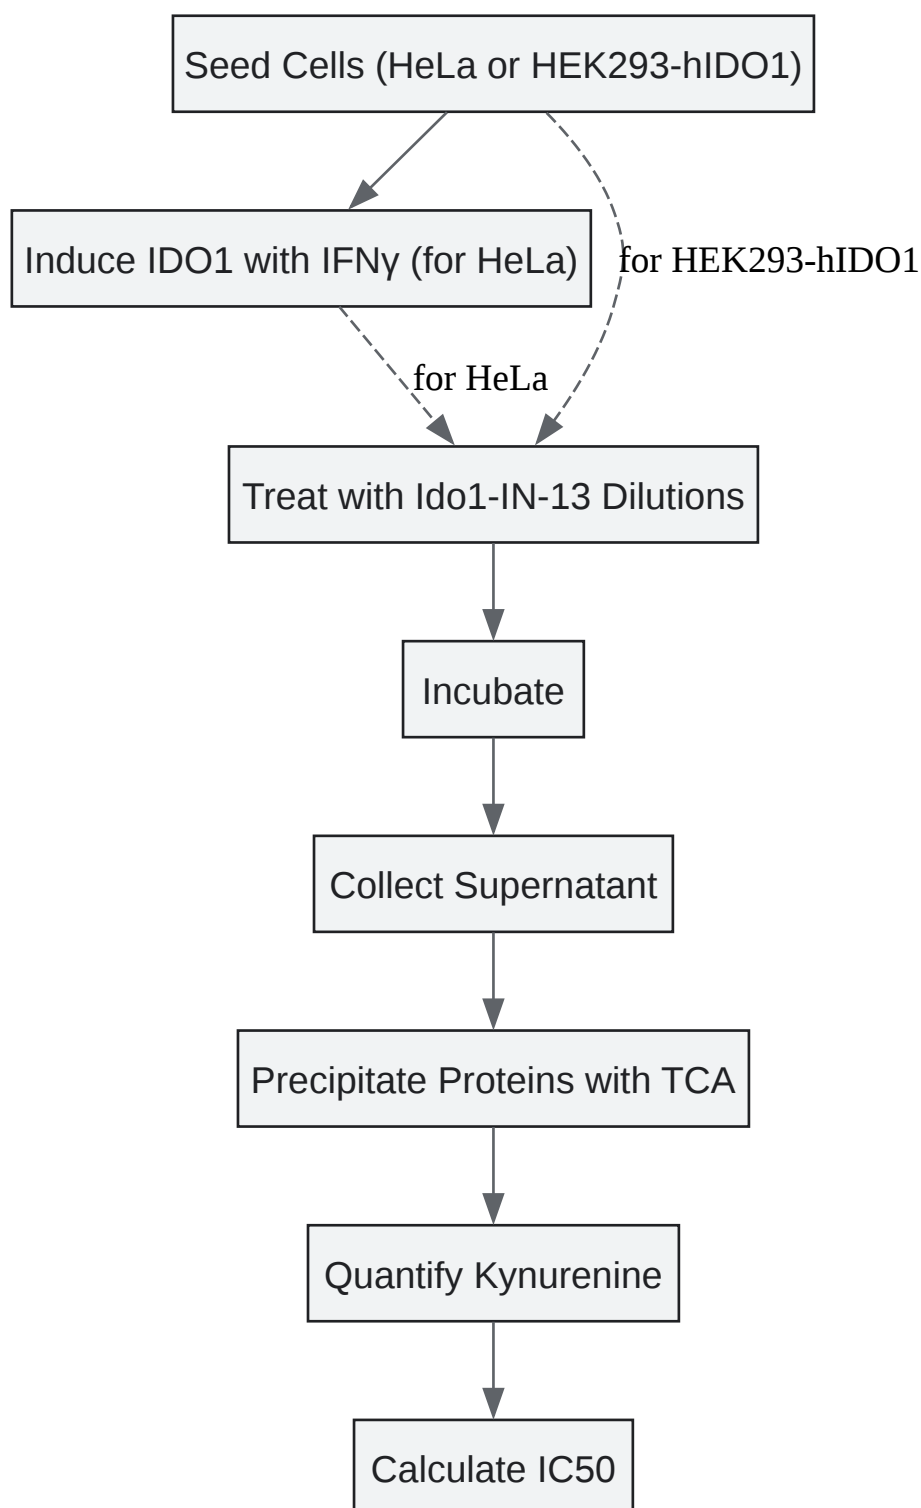 Seed Cells (HeLa or HEK293-hIDO1)
Induce IDO1 with IFNγ (for HeLa)
for HEK293-hIDO1
for HeLa
Treat with Ido1-IN-13 Dilutions
Incubate
Collect Supernatant
Precipitate Proteins with TCA
Quantify Kynurenine
Calculate IC50